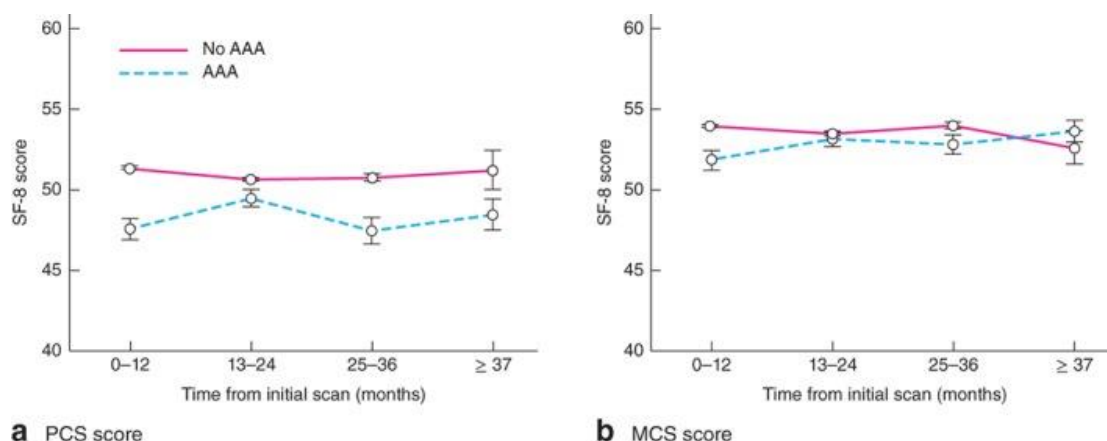 60
55
50
45
40
SF-8 score
No AAA
AAA
0–12
13–24
25–36
≥ 37
Time from initial scan (months)
a PCS score
60
55
50
45
40
SF-8 score
0–12
13–24
25–36
≥ 37
Time from initial scan (months)
b MCS score